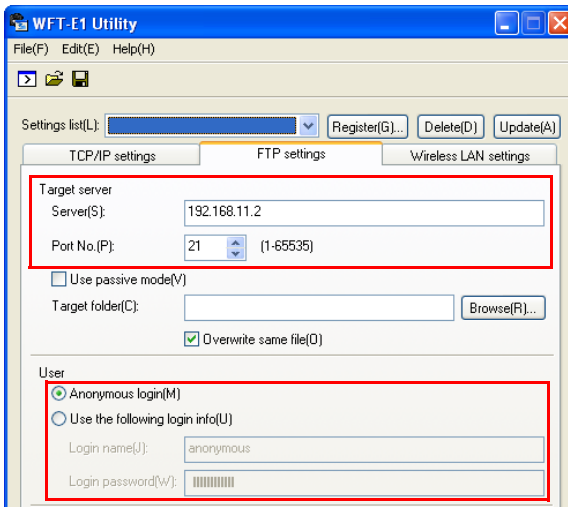 WFT-E1 Utility
File(F) Edit(E) Help(H)
Settings list(L): Register(G)... Delete(D) Update(A)
TCP/IP settings FTP settings Wireless LAN settings
Target server
Server(S): 192.168.11.2
Port No.(P): 21 (1-65535)
Use passive mode(V)
Target folder(C): Browse(R)...
Overwrite same file(O)
User
Anonymous login(M)
Use the following login info(U)
Login name(J): anonymous
Login password(W):